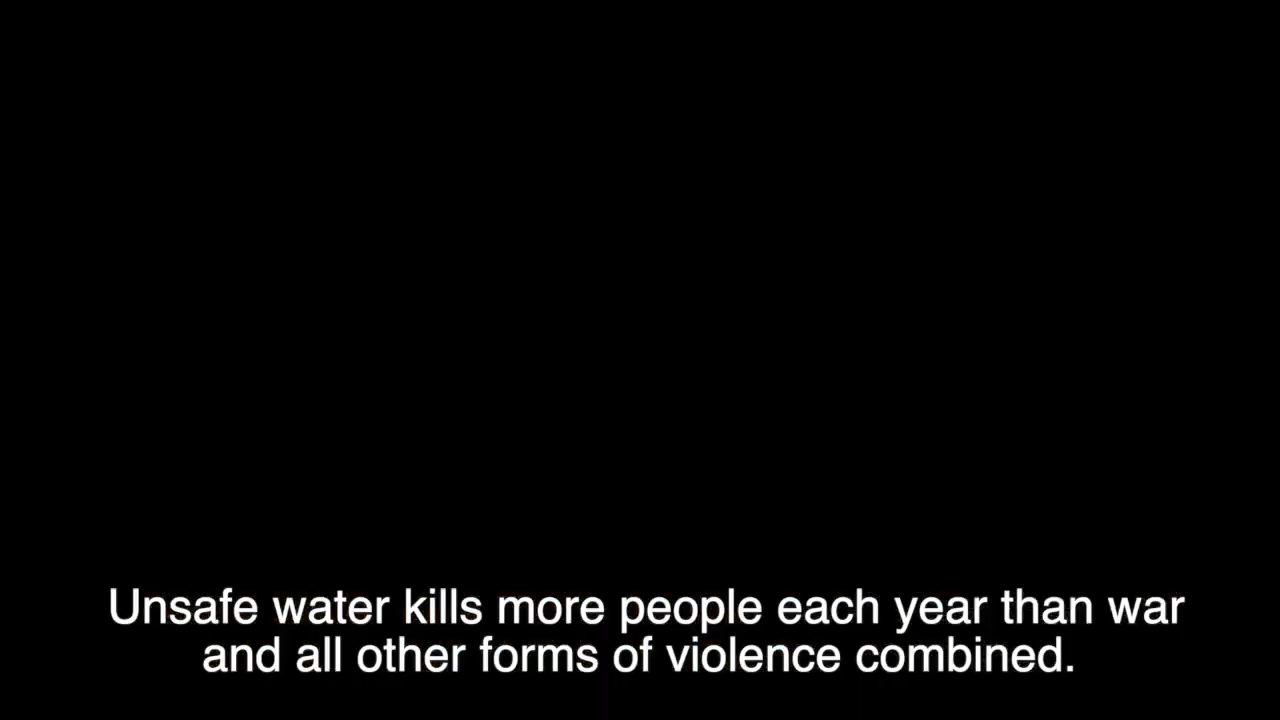 Unsafe water kills more people each year than war
and all other forms of violence combined.